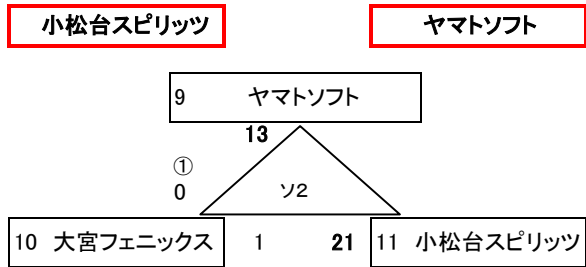 小松台スピリッツ ヤマトソフト
9 ヤマトソフト
13
①
0 ソ2
10 大宮フェニックス 1 21 11 小松台スピリッツ